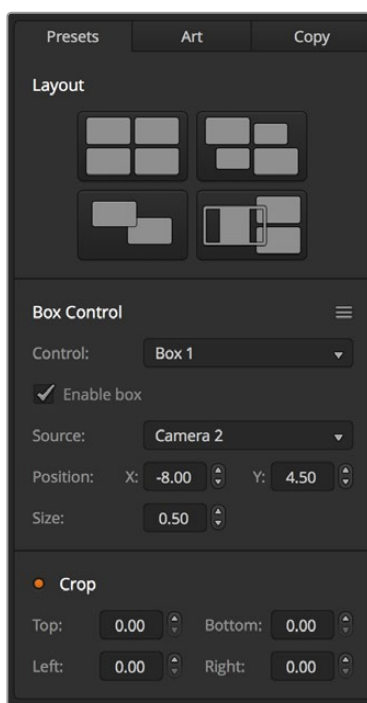 Presets Art Copy
Layout
Box Control
Control: Box 1
Enable box
Source: Camera 2
Position: X: -8.00 Y: 4.50
Size: 0.50
Crop
Top: 0.00 Bottom: 0.00
Left: 0.00 Right: 0.00